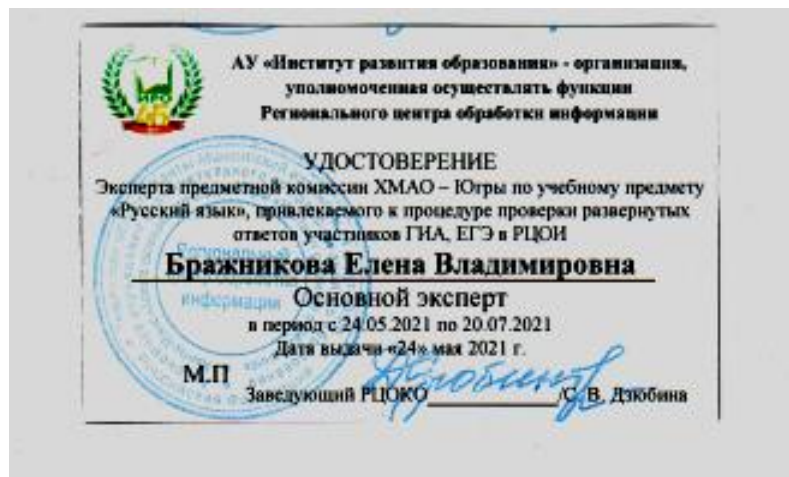 АУ «Институт развития образования» - организация,
уполномоченная осуществлять функции
Регионального центра обработки информации
УДОСТОВЕРЕНИЕ
Эксперта предметной комиссии ХМАО – Югры по учебному предмету
«Русский язык», привлекаемого к процедуре проверки развернутых
ответов участников ГИА, ЕГЭ в РЦОИ
Бражникова Елена Владимировна
Основной эксперт
в период с 24.05.2021 по 20.07.2021
Дата выдачи «24» мая 2021 г.
М.П
Заведующий РЦОКО /С. В. Дзюбина
информации